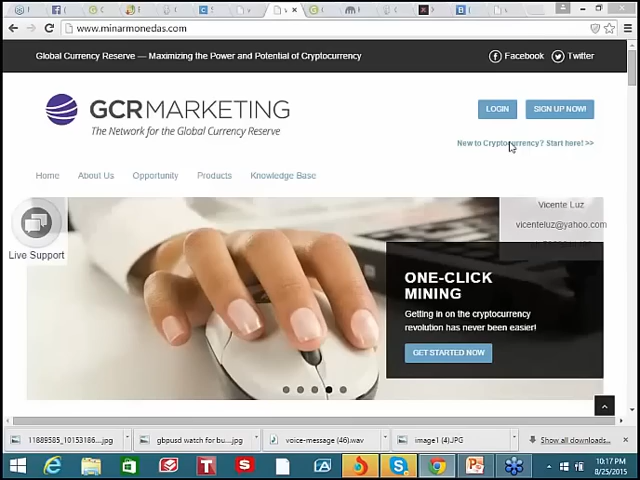 www.minarmonedas.com
Global Currency Reserve — Maximizing the Power and Potential of Cryptocurrency
Facebook
Twitter
GCRMARKETING
The Network for the Global Currency Reserve
LOGIN
SIGN UP NOW!
New to Cryptocurrency? Start here! >>
Home
About Us
Opportunity
Products
Knowledge Base
Live Support
Vicente Luz
vicenteluz@yahoo.com
ONE-CLICK
MINING
Getting in on the cryptocurrency
revolution has never been easier!
GET STARTED NOW
11889585_10153186....jpg
gbpusd watch for bu....jpg
voice-message (46).wav
image1 (4).JPG
Show all downloads...
10:17 PM
8/25/2015